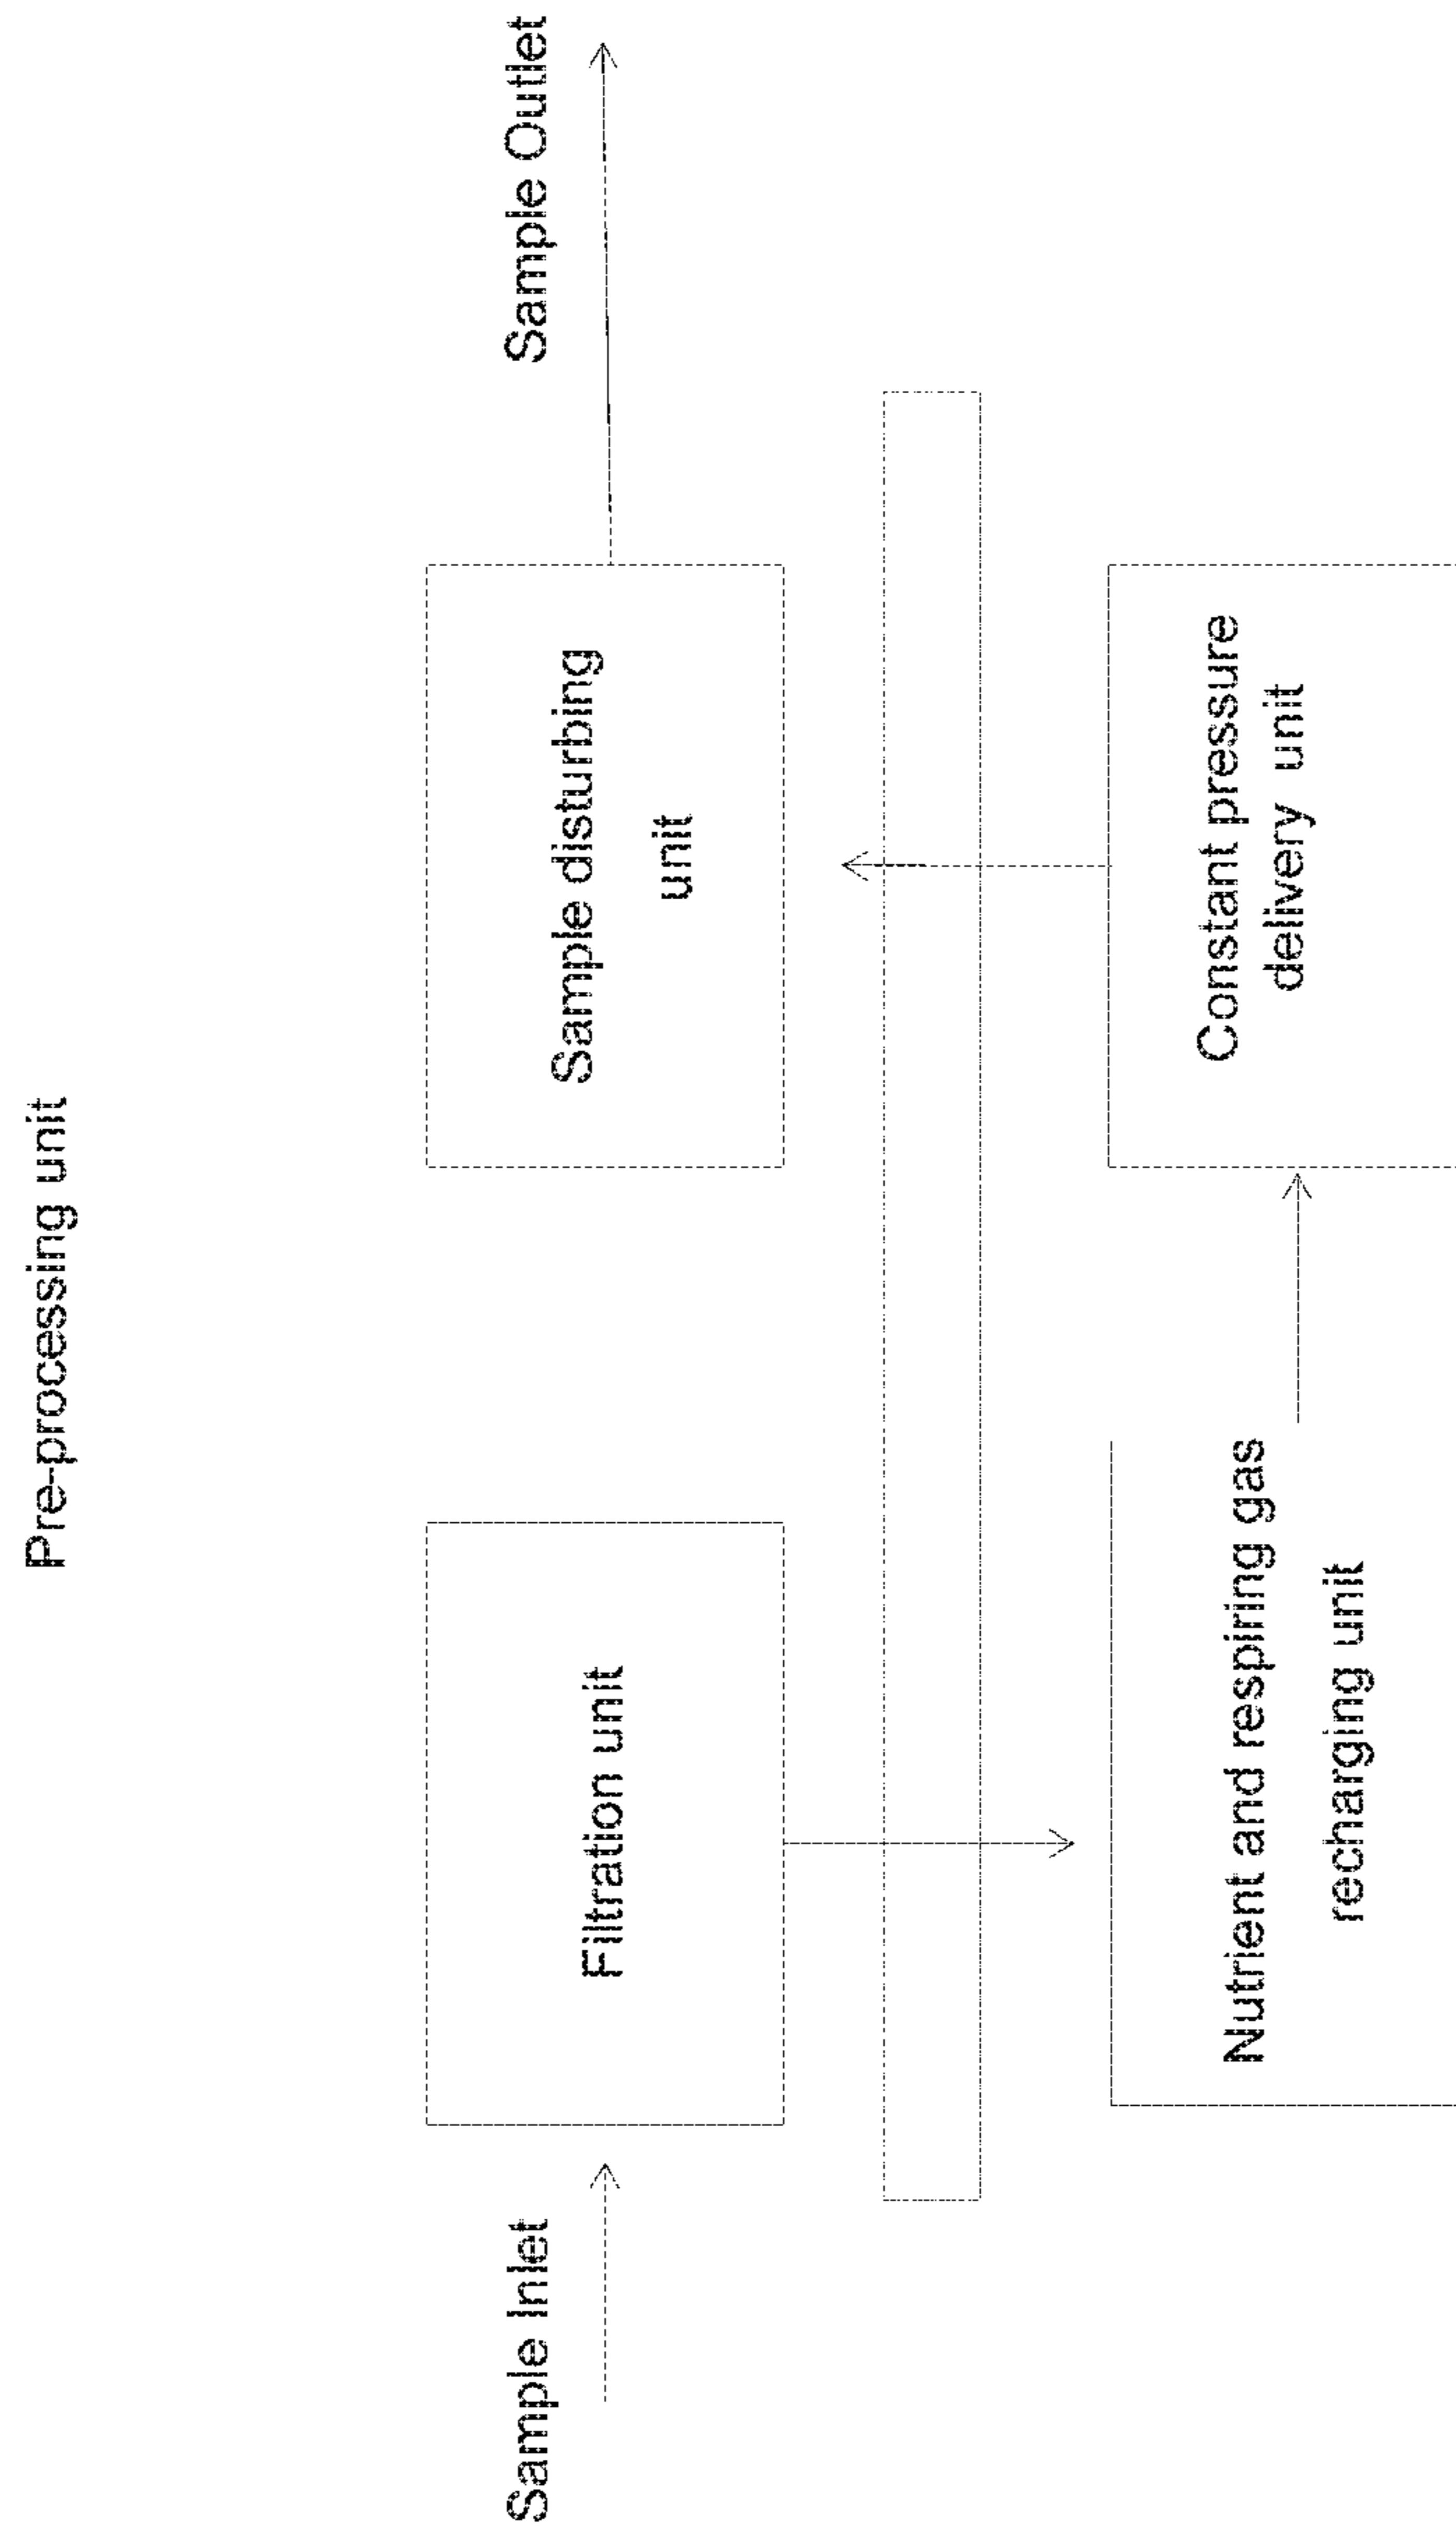 Pre-processing unit
Sample Inlet
Sample Outlet
Filtration unit
Sample disturbing
unit
Nutrient and respiring gas
recharging unit
Constant pressure
delivery unit